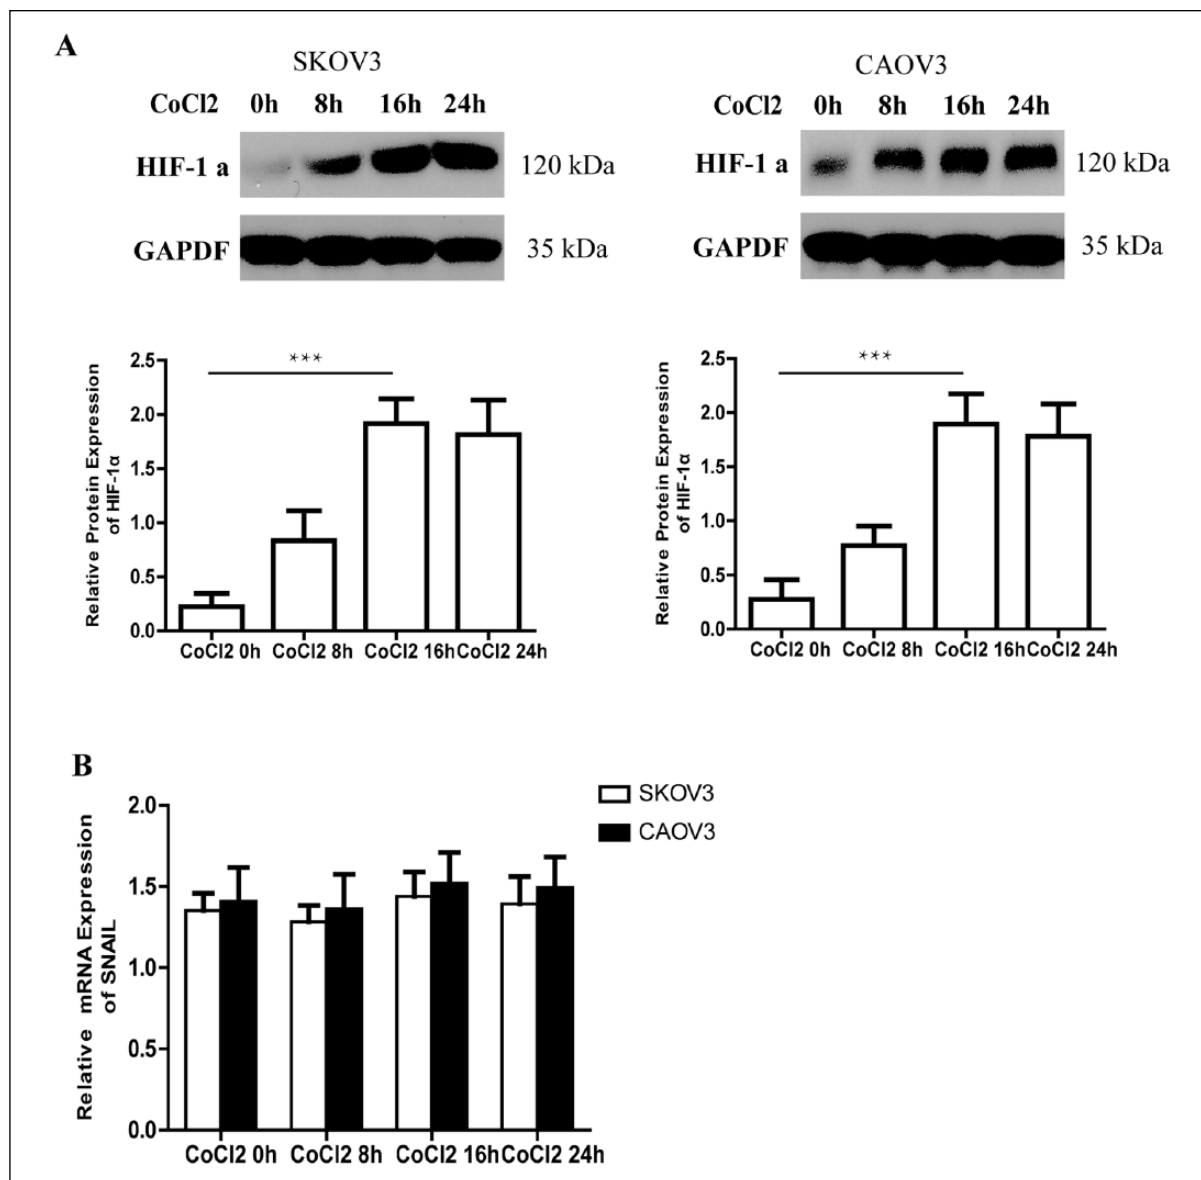 A
SKOV3
CoCl2 0h 8h 16h 24h
HIF-1 a 120 kDa
GAPDF 35 kDa
CAOV3
CoCl2 0h 8h 16h 24h
HIF-1 a 120 kDa
GAPDF 35 kDa
Relative Protein Expression
of HIF-1α
2.5
2.0
1.5
1.0
0.5
0.0
***
CoCl2 0h CoCl2 8h CoCl2 16h CoCl2 24h
Relative Protein Expression
of HIF-1α
2.5
2.0
1.5
1.0
0.5
0.0
***
CoCl2 0h CoCl2 8h CoCl2 16h CoCl2 24h
B
Relative mRNA Expression
of SNAIL
2.0
1.5
1.0
0.5
0.0
CoCl2 0h CoCl2 8h CoCl2 16h CoCl2 24h
SKOV3
CAOV3